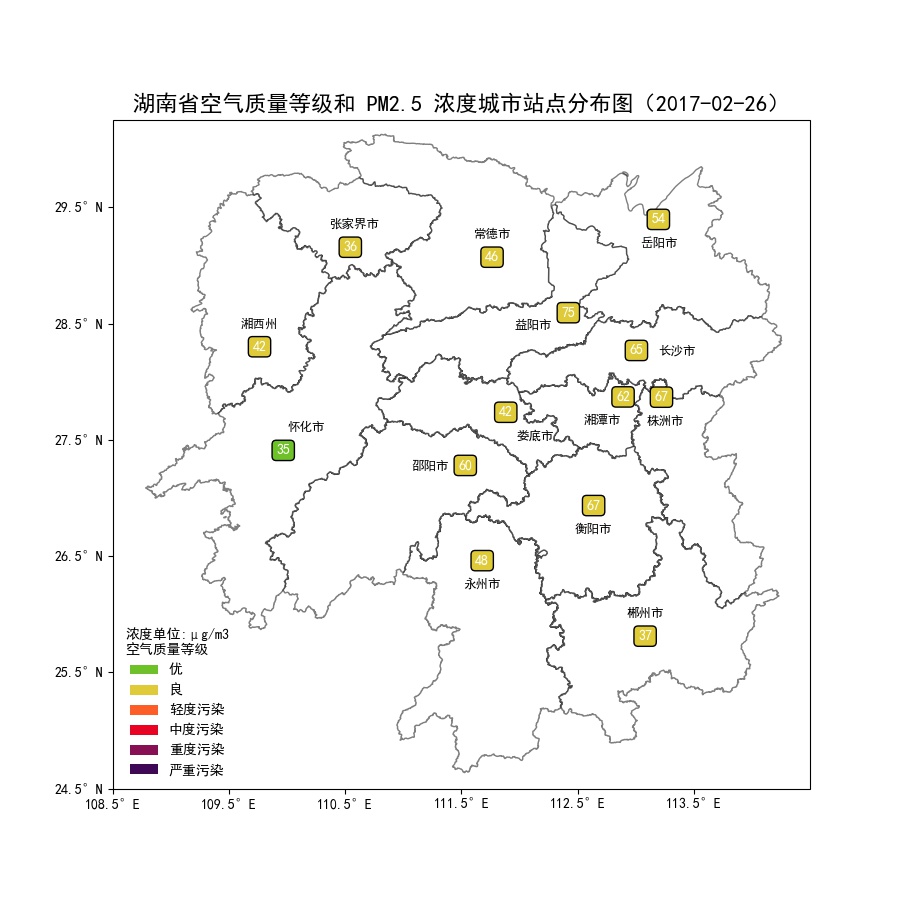 湖南省空气质量等级和 PM2.5 浓度城市站点分布图（2017-02-26）
29.5°N
28.5°N
27.5°N
26.5°N
25.5°N
24.5°N
54
岳阳市
张家界市
36
常德市
46
75
益阳市
湘西州
42
65
长沙市
62
湘潭市
67
株洲市
42
娄底市
怀化市
35
邵阳市
60
67
衡阳市
48
永州市
郴州市
37
浓度单位:μg/m3
空气质量等级
优
良
轻度污染
中度污染
重度污染
严重污染
108.5°E
109.5°E
110.5°E
111.5°E
112.5°E
113.5°E